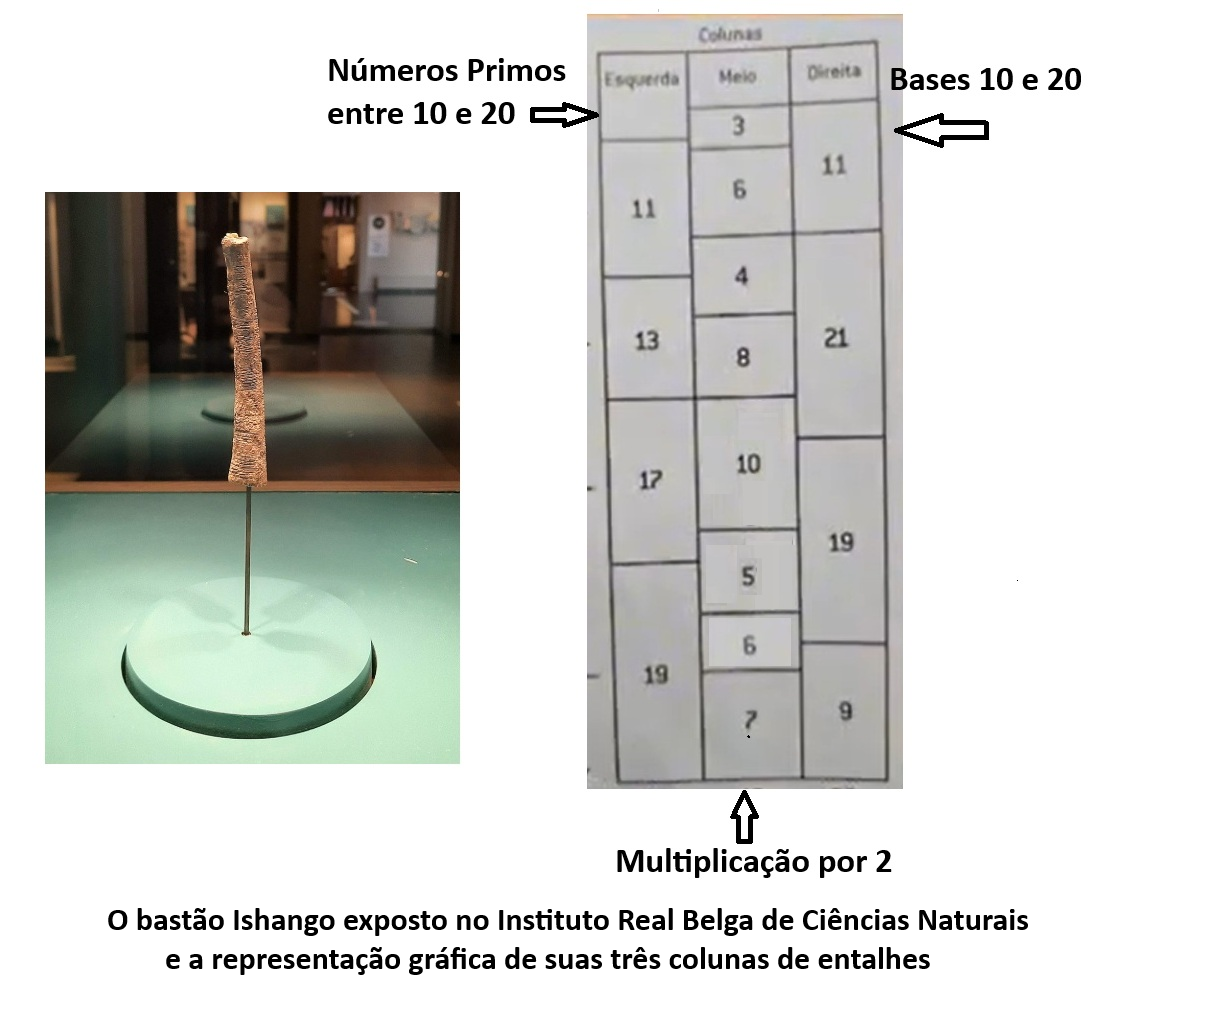 Colunas
Números Primos
entre 10 e 20
Esquerda Meio Direita
Bases 10 e 20
3
11
6
11
4
13
21
8
10
17
19
5
6
19
9
?
Multiplicação por 2
O bastão Ishango exposto no Instituto Real Belga de Ciências Naturais
e a representação gráfica de suas três colunas de entalhes